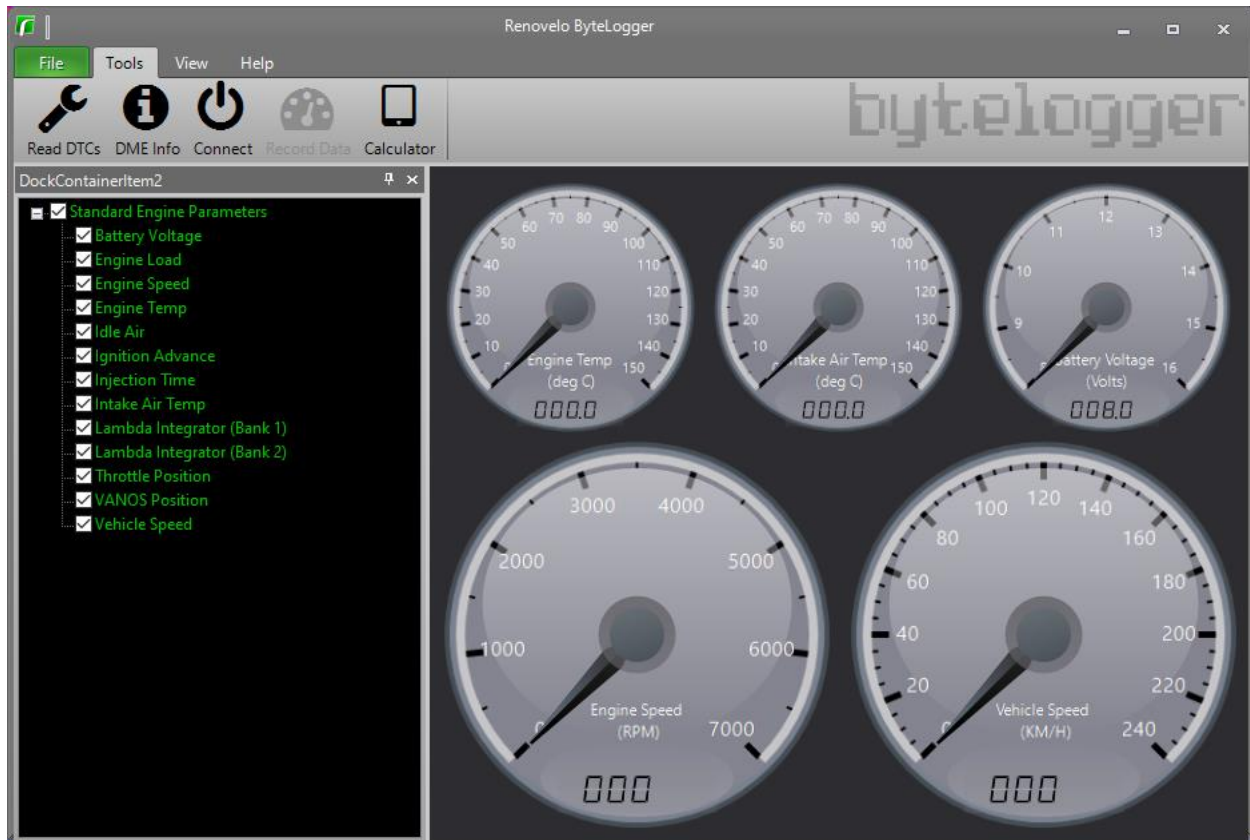 Renovelo ByteLogger
File Tools View Help
Read DTCs DME Info Connect Record Data Calculator
bytelogger
DockContainerItem2
Standard Engine Parameters
Battery Voltage
Engine Load
Engine Speed
Engine Temp
Idle Air
Ignition Advance
Injection Time
Intake Air Temp
Lambda Integrator (Bank 1)
Lambda Integrator (Bank 2)
Throttle Position
VANOS Position
Vehicle Speed
0 10 20 30 40 50 60 70 80 90 100 110 120 130 140 150
Engine Temp
(deg C)
000.0
0 10 20 30 40 50 60 70 80 90 100 110 120 130 140 150
Intake Air Temp
(deg C)
000.0
8 9 10 11 12 13 14 15 16
Battery Voltage
(Volts)
008.0
0 1000 2000 3000 4000 5000 6000 7000
Engine Speed
(RPM)
000
0 20 40 60 80 100 120 140 160 180 200 220 240
Vehicle Speed
(KM/H)
000